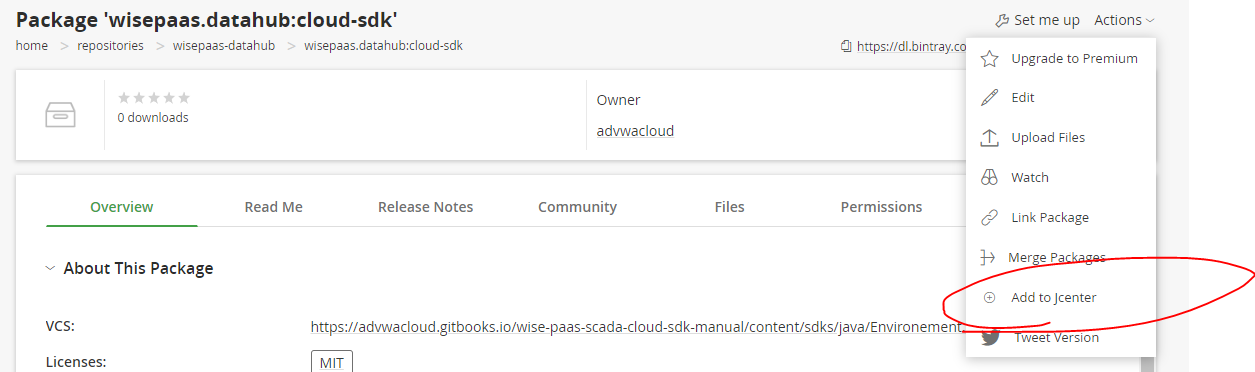 Package 'wisepaas.datahub:cloud-sdk'
Set me up Actions
home > repositories > wisepaas-datahub > wisepaas.datahub:cloud-sdk
https://dl.bintray.co
Upgrade to Premium
Edit
Upload Files
Watch
Link Package
Merge Packages
Add to Jcenter
Tweet Version
0 downloads
Owner
advwacloud
Overview Read Me Release Notes Community Files Permissions
About This Package
VCS: https://advwacloud.gitbooks.io/wise-paas-scada-cloud-sdk-manual/content/sdks/java/Environement.
Licenses: MIT